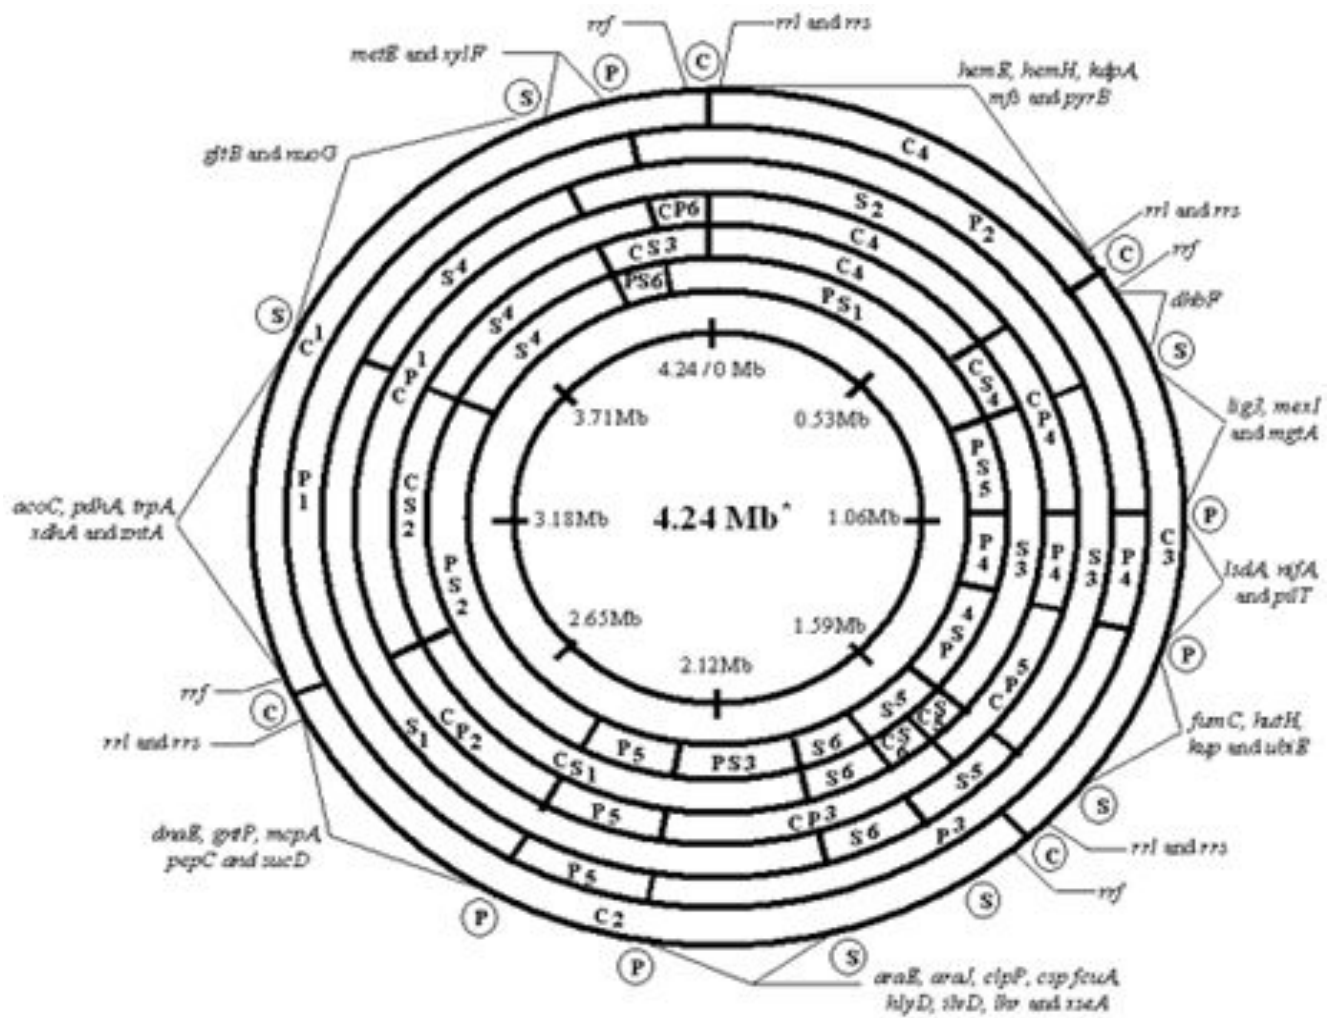 rrf
rrl and rrs
metE and xylF
P
C
S
hemE, hemH, kdpA,
mfs and pyrB
gltB and nuoG
C4
rrl and rrs
C
rrf
dhbF
S2
P2
CP6
C4
CS3
C4
PS6
PS1
S4
S4
S4
S
C1
CP1
4.24 / 0 Mb
3.71Mb
0.53Mb
CS4
CP4
S
lig3, mexI
and mgtA
PS5
P1
CS2
acoC, pdhA, trpA,
xdhA and zntA
3.18Mb
4.24 Mb*
1.06Mb
P
C3
P4
S3
P4
S3
P4
lsdA, nifA,
and pilT
PS2
2.65Mb
1.59Mb
2.12Mb
PS4
P
CP5
rrf
C
rrl and rrs
S1
CP2
CS1
P5
PS3
S6
S5
CS5
CS6
S6
S5
fumC, hutH,
and ubiB
P5
CP3
S6
P3
S
C
rrl and rrs
rrf
dnaE, gntP, mcpA,
pepC and sucD
P5
C2
P
P
S
S
araE, araJ, clpP, csp fcuA,
hlyD, ilvD, lhr and xseA